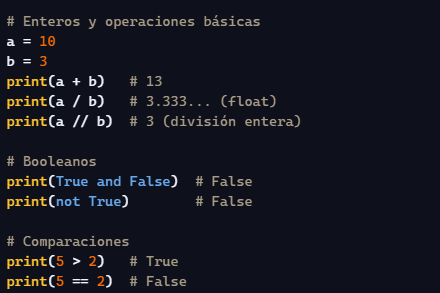 # Enteros y operaciones básicas
a = 10
b = 3
print(a + b)   # 13
print(a / b)   # 3.333... (float)
print(a // b)  # 3 (división entera)

# Booleanos
print(True and False)  # False
print(not True)        # False

# Comparaciones
print(5 > 2)   # True
print(5 == 2)  # False